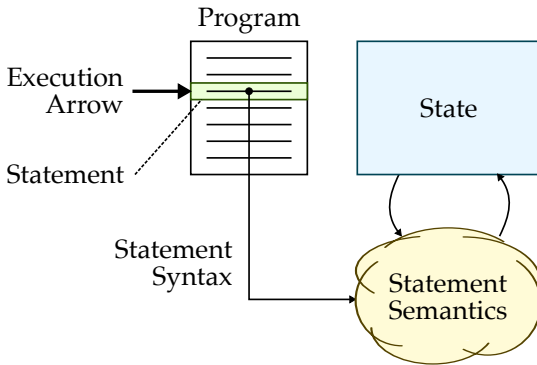 Program
Execution
Arrow
State
Statement
Statement
Syntax
Statement
Semantics